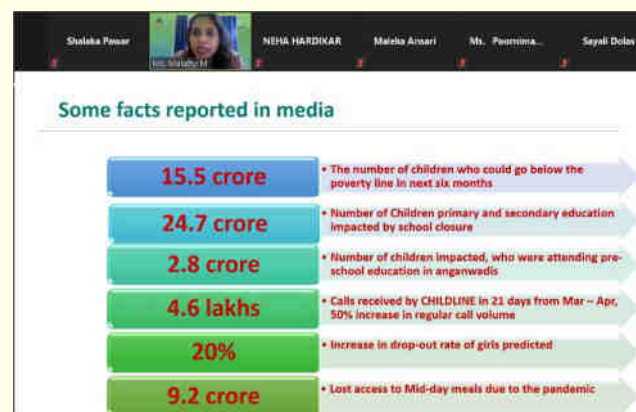 Shalaka Pawar
NEHA HARDIKAR
Maleha Ansari
Ms. Poornima...
Sayali Dolas
Ms. Malathy M
Some facts reported in media
15.5 crore
• The number of children who could go below the
poverty line in next six months
24.7 crore
• Number of Children primary and secondary education
impacted by school closure
2.8 crore
• Number of children impacted, who were attending pre-
school education in anganwadis
4.6 lakhs
• Calls received by CHILDLINE in 21 days from Mar – Apr,
50% increase in regular call volume
20%
• Increase in drop-out rate of girls predicted
9.2 crore
• Lost access to Mid-day meals due to the pandemic